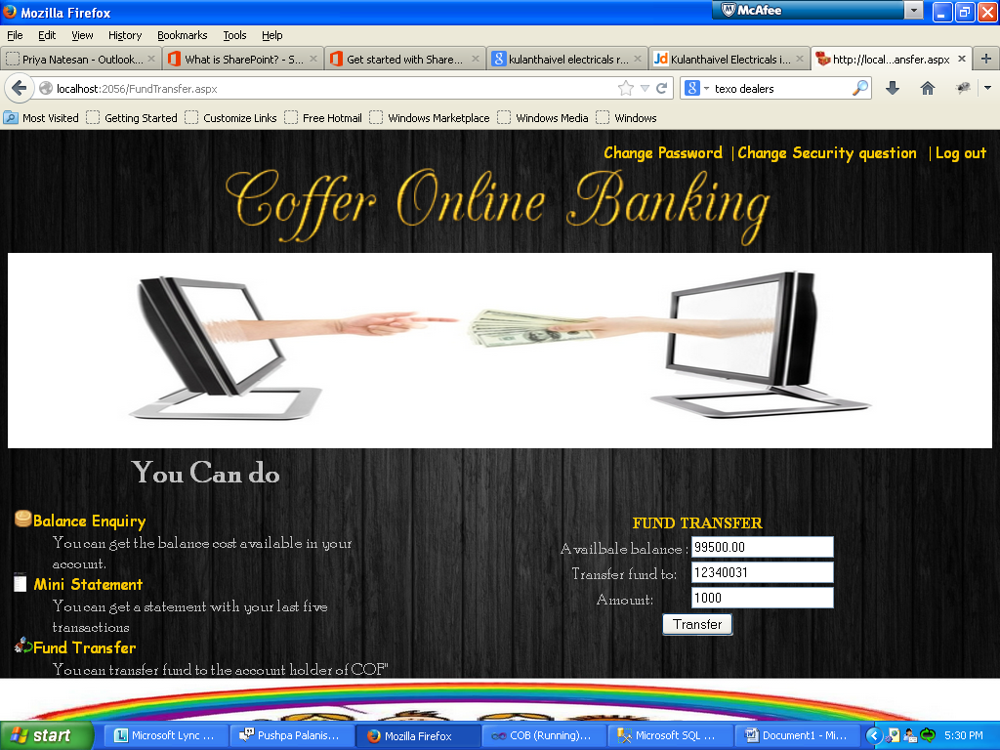 Mozilla Firefox
McAfee
File Edit View History Bookmarks Tools Help
Priya Natesan - Outlook...
What is SharePoint? - S...
Get started with Share...
kulanthaivel electricals r...
Kulanthaivel Electricals i...
http://local...ansfer.aspx
localhost:2056/FundTransfer.aspx
texo dealers
Most Visited Getting Started Customize Links Free Hotmail Windows Marketplace Windows Media Windows
Change Password | Change Security question | Log out
Coffer Online Banking
You Can do
Balance Enquiry
You can get the balance cost available in your
account.
Mini Statement
You can get a statement with your last five
transactions
Fund Transfer
You can transfer fund to the account holder of COF"
FUND TRANSFER
Availbale balance : 99500.00
Transfer fund to: 12340031
Amount: 1000
Transfer
start
Microsoft Lync ...
Pushpa Palanis...
Mozilla Firefox
COB (Running)...
Microsoft SQL ...
Document1 - Mi...
5:30 PM